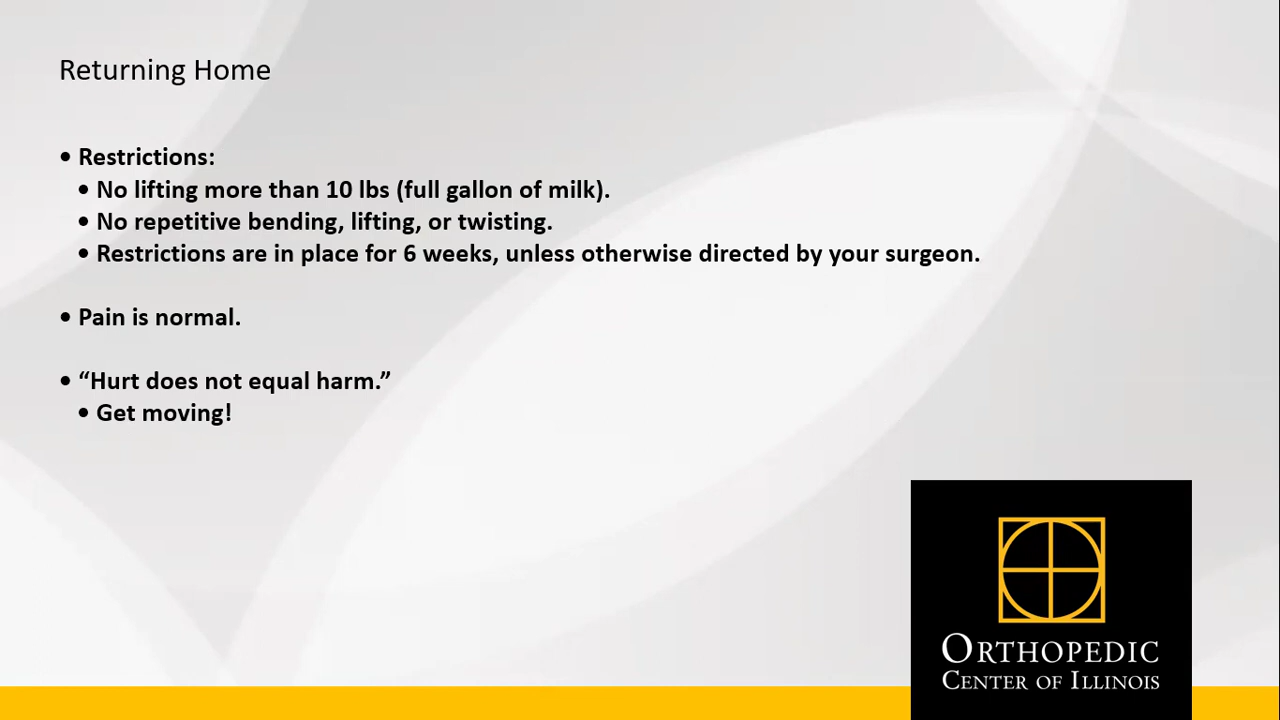 Returning Home
• Restrictions:
• No lifting more than 10 lbs (full gallon of milk).
• No repetitive bending, lifting, or twisting.
• Restrictions are in place for 6 weeks, unless otherwise directed by your surgeon.
• Pain is normal.
• “Hurt does not equal harm.”
• Get moving!
ORTHOPEDIC
CENTER OF ILLINOIS